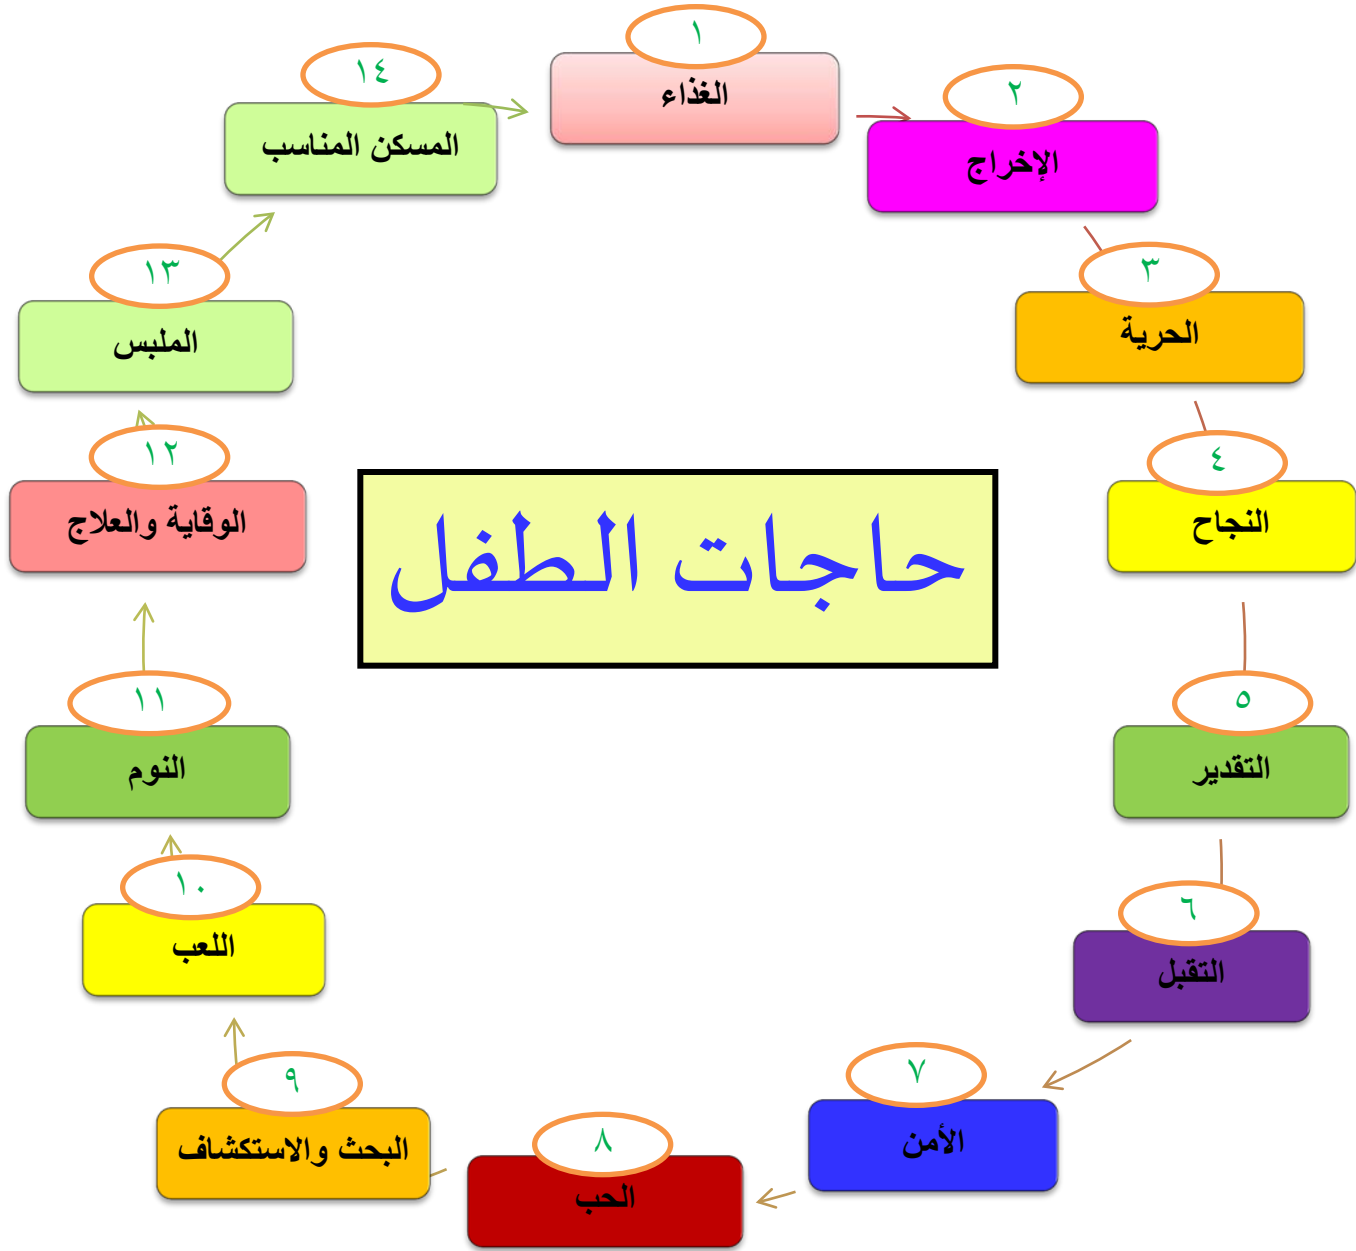 حاجات الطفل
١
الغذاء
٢
الإخراج
٣
الحرية
٤
النجاح
٥
التقدير
٦
التقبل
٧
الأمن
٨
الحب
٩
البحث والاستكشاف
١٠
اللعب
١١
النوم
١٢
الوقاية والعلاج
١٣
الملبس
١٤
المسكن المناسب